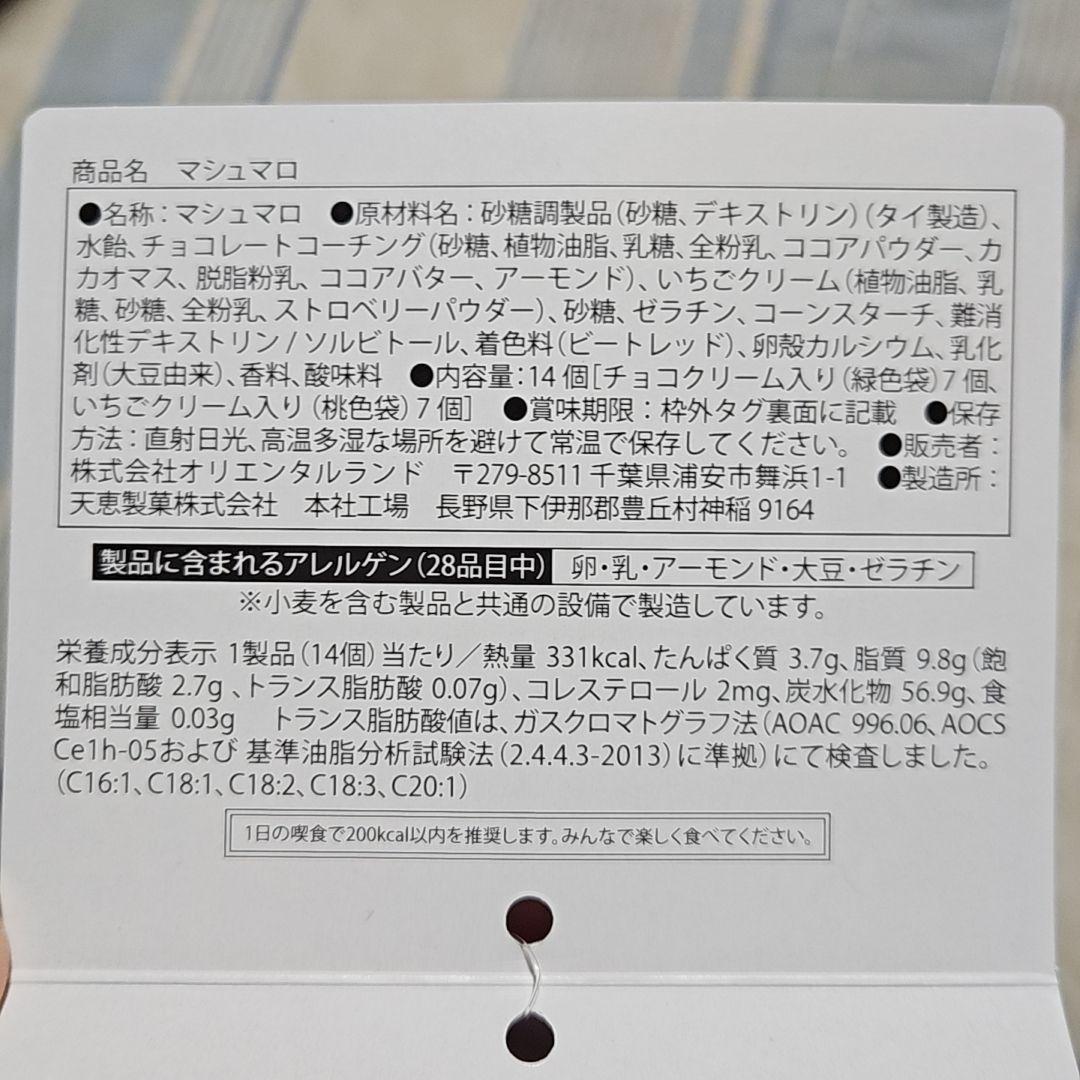 商品名　マシュマロ
●名称：マシュマロ　●原材料名：砂糖調製品（砂糖、デキストリン）（タイ製造）、
水飴、チョコレートコーチング（砂糖、植物油脂、乳糖、全粉乳、ココアパウダー、カ
カオマス、脱脂粉乳、ココアバター、アーモンド）、いちごクリーム（植物油脂、乳
糖、砂糖、全粉乳、ストロベリーパウダー）、砂糖、ゼラチン、コーンスターチ、難消
化性デキストリン / ソルビトール、着色料（ビートレッド）、卵殻カルシウム、乳化
剤（大豆由来）、香料、酸味料　●内容量：14個［チョコクリーム入り（緑色袋）7個、
いちごクリーム入り（桃色袋）7個］　●賞味期限：枠外タグ裏面に記載　●保存
方法：直射日光、高温多湿な場所を避けて常温で保存してください。　●販売者：
株式会社オリエンタルランド　〒279-8511 千葉県浦安市舞浜1-1　●製造所：
天恵製菓株式会社　本社工場　長野県下伊那郡豊丘村神稲 9164
製品に含まれるアレルゲン（28品目中）　卵・乳・アーモンド・大豆・ゼラチン
※小麦を含む製品と共通の設備で製造しています。
栄養成分表示 1製品（14個）当たり／熱量 331kcal、たんぱく質 3.7g、脂質 9.8g（飽
和脂肪酸 2.7g 、トランス脂肪酸 0.07g）、コレステロール 2mg、炭水化物 56.9g、食
塩相当量 0.03g　トランス脂肪酸値は、ガスクロマトグラフ法（AOAC 996.06、AOCS
Ce1h-05および 基準油脂分析試験法（2.4.4.3-2013）に準拠）にて検査しました。
（C16:1、C18:1、C18:2、C18:3、C20:1）
1日の喫食で200kcal以内を推奨します。みんなで楽しく食べてください。